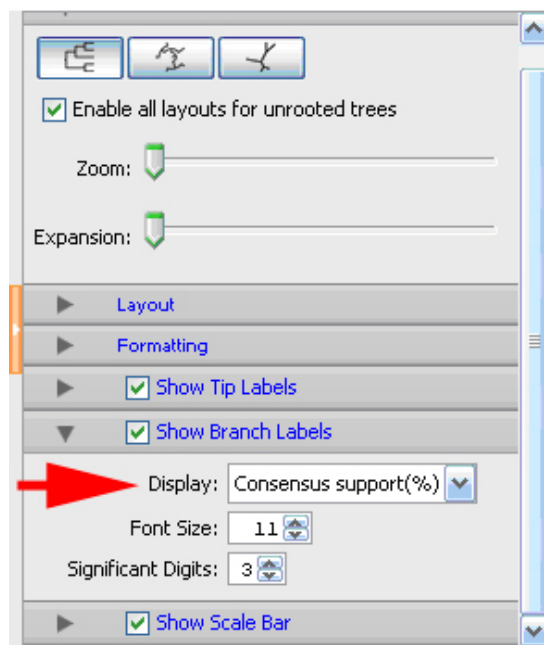 Enable all layouts for unrooted trees
Zoom:
Expansion:
Layout
Formatting
Show Tip Labels
Show Branch Labels
Display: Consensus support(%)
Font Size: 11
Significant Digits: 3
Show Scale Bar